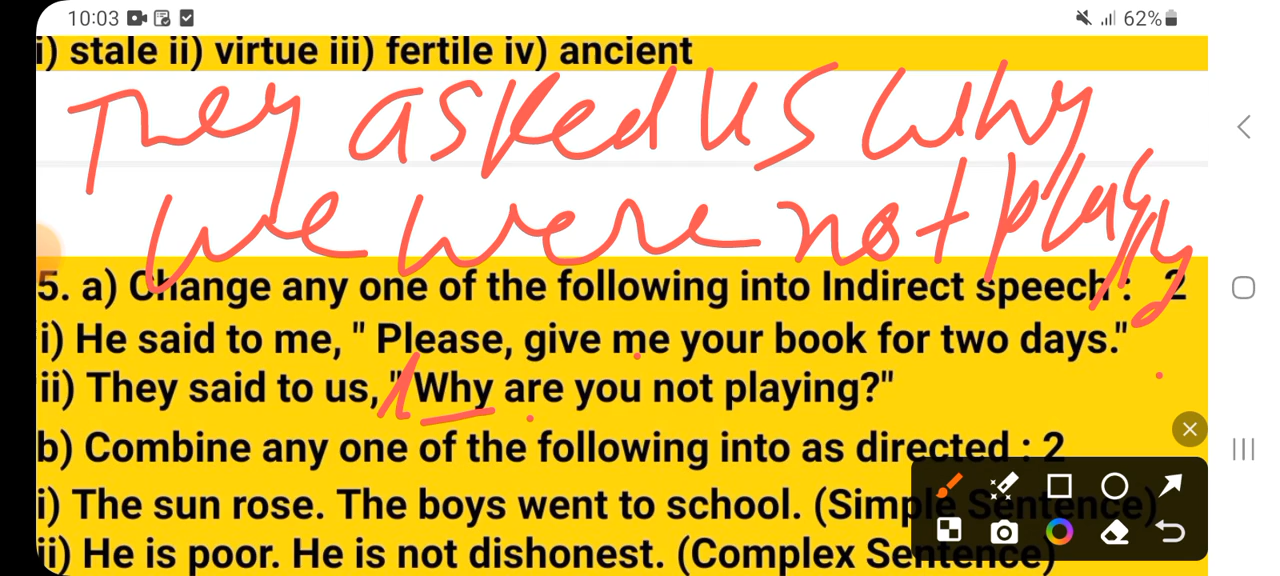 10:03 62%
i) stale ii) virtue iii) fertile iv) ancient
They asked us why
we were not playing
5. a) Change any one of the following into Indirect speech : 2
i) He said to me, " Please, give me your book for two days."
ii) They said to us, " Why are you not playing?"
b) Combine any one of the following into as directed : 2
i) The sun rose. The boys went to school. (Simple Sentence)
ii) He is poor. He is not dishonest. (Complex Sentence)